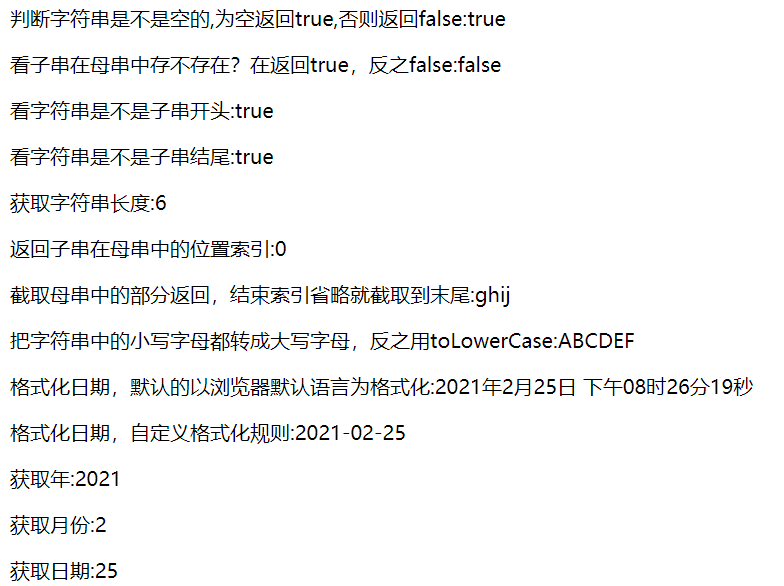 判断字符串是不是空的,为空返回true,否则返回false:true
看子串在母串中存不存在？在返回true，反之false:false
看字符串是不是子串开头:true
看字符串是不是子串结尾:true
获取字符串长度:6
返回子串在母串中的位置索引:0
截取母串中的部分返回，结束索引省略就截取到末尾:ghij
把字符串中的小写字母都转成大写字母，反之用toLowerCase:ABCDEF
格式化日期，默认的以浏览器默认语言为格式化:2021年2月25日 下午08时26分19秒
格式化日期，自定义格式化规则:2021-02-25
获取年:2021
获取月份:2
获取日期:25